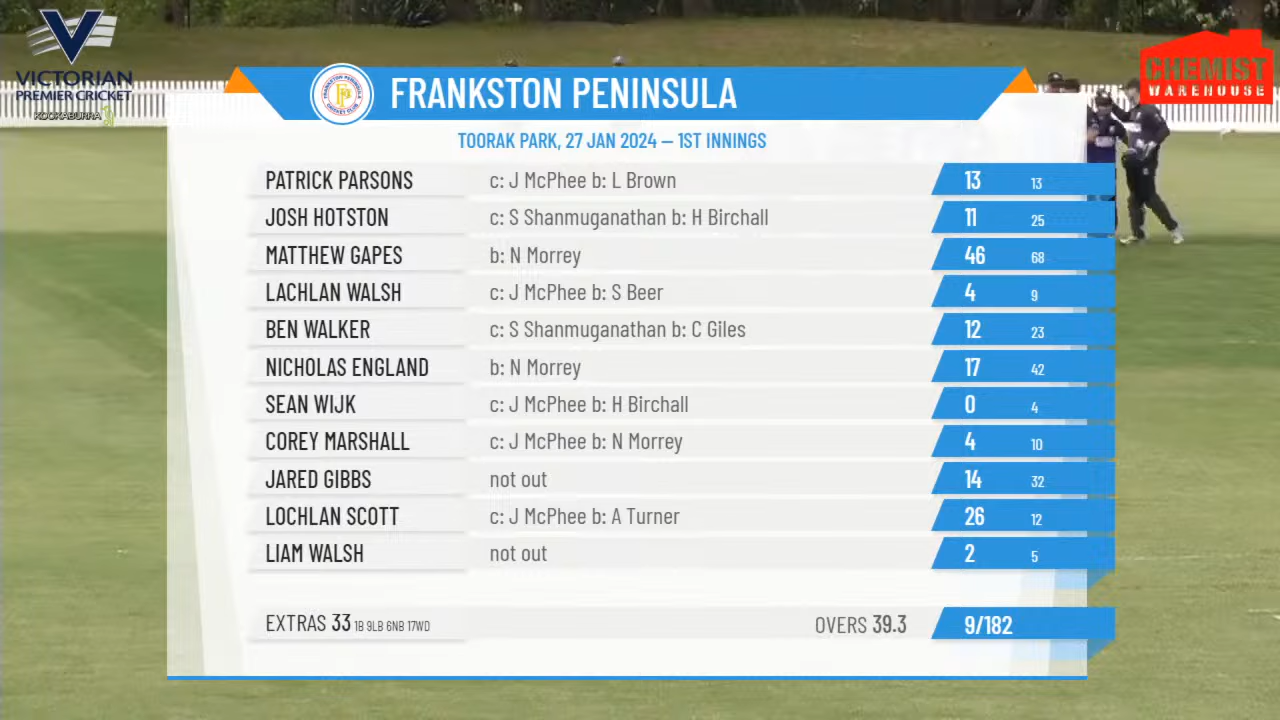 VICTORIAN
PREMIER CRICKET
KOOKABURRA
CHEMIST
WAREHOUSE
FRANKSTON PENINSULA
TOORAK PARK, 27 JAN 2024 – 1ST INNINGS
PATRICK PARSONS c: J McPhee b: L Brown 13 13
JOSH HOTSTON c: S Shanmuganathan b: H Birchall 11 25
MATTHEW GAPES b: N Morrey 46 68
LACHLAN WALSH c: J McPhee b: S Beer 4 9
BEN WALKER c: S Shanmuganathan b: C Giles 12 23
NICHOLAS ENGLAND b: N Morrey 17 42
SEAN WIJK c: J McPhee b: H Birchall 0 4
COREY MARSHALL c: J McPhee b: N Morrey 4 10
JARED GIBBS not out 14 32
LOCHLAN SCOTT c: J McPhee b: A Turner 26 12
LIAM WALSH not out 2 5
EXTRAS 33 1B 9LB 6NB 17WD OVERS 39.3 9/182